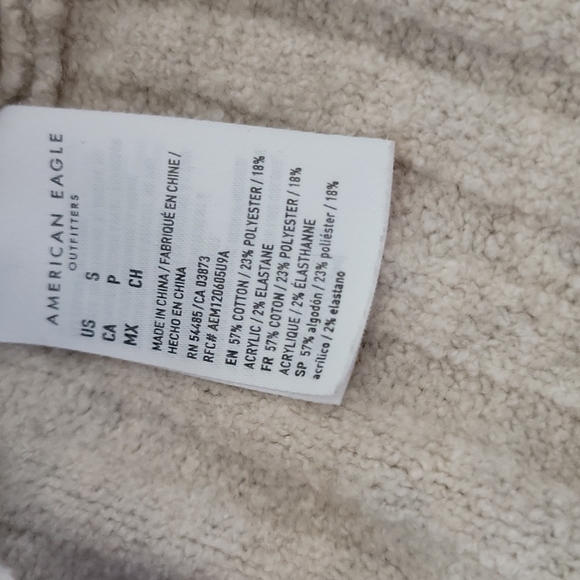 AMERICAN EAGLE
OUTFITTERS
US S
CA P
MX CH
MADE IN CHINA / FABRIQUÉ EN CHINE /
HECHO EN CHINA
RN 54485 / CA 03873
RFC# AEM120605U9A
EN 57% COTTON / 23% POLYESTER / 18%
ACRYLIC / 2% ELASTANE
FR 57% COTON / 23% POLYESTER / 18%
ACRYLIQUE / 2% ÉLASTHANNE
SP 57% algodón / 23% poliéster / 18%
acrílico / 2% elastano